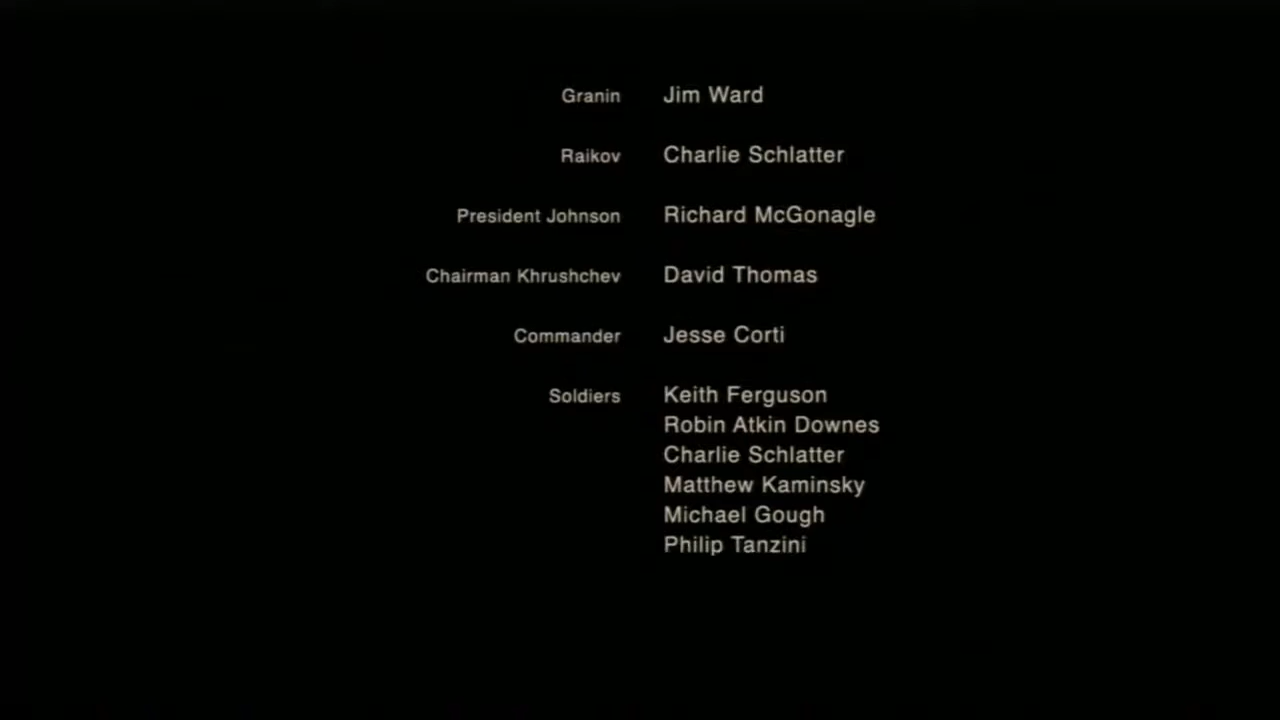 Granin Jim Ward
Raikov Charlie Schlatter
President Johnson Richard McGonagle
Chairman Khrushchev David Thomas
Commander Jesse Corti
Soldiers Keith Ferguson
Robin Atkin Downes
Charlie Schlatter
Matthew Kaminsky
Michael Gough
Philip Tanzini